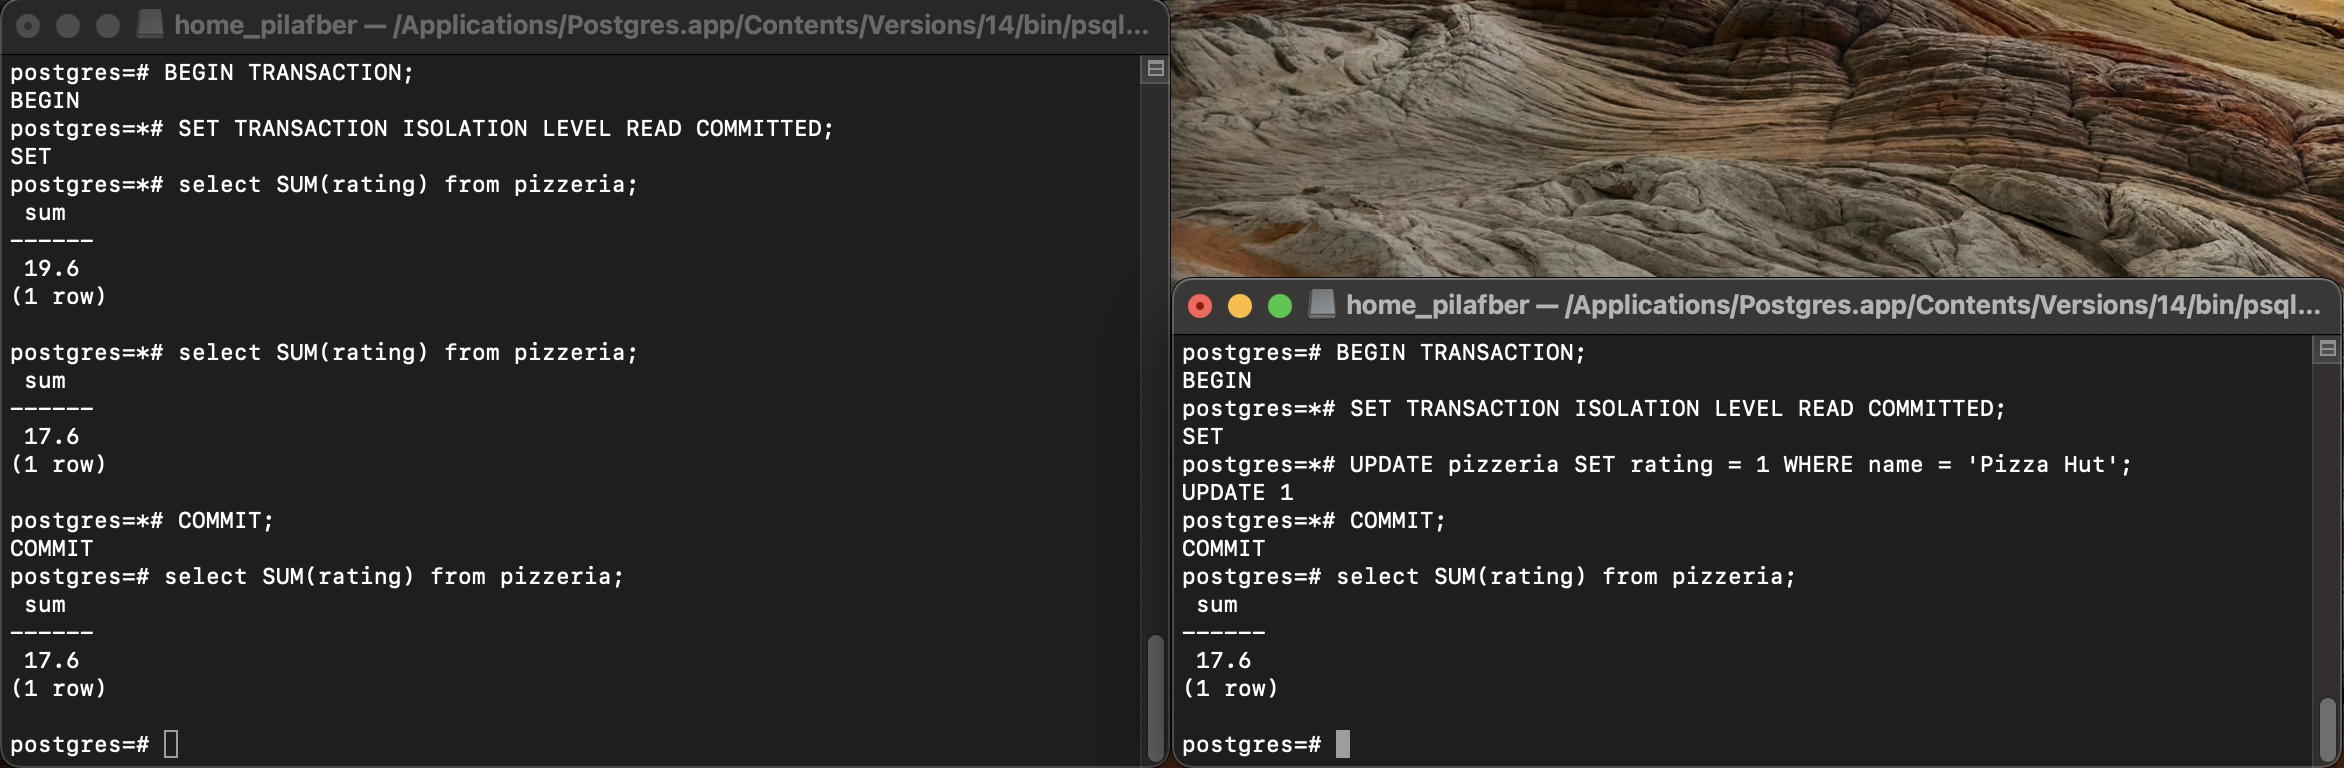 home_pilafber — /Applications/Postgres.app/Contents/Versions/14/bin/psql...
postgres=# BEGIN TRANSACTION;
BEGIN
postgres=*# SET TRANSACTION ISOLATION LEVEL READ COMMITTED;
SET
postgres=*# select SUM(rating) from pizzeria;
 sum
------
 19.6
(1 row)

postgres=*# select SUM(rating) from pizzeria;
 sum
------
 17.6
(1 row)

postgres=*# COMMIT;
COMMIT
postgres=# select SUM(rating) from pizzeria;
 sum
------
 17.6
(1 row)

postgres=#
home_pilafber — /Applications/Postgres.app/Contents/Versions/14/bin/psql...
postgres=# BEGIN TRANSACTION;
BEGIN
postgres=*# SET TRANSACTION ISOLATION LEVEL READ COMMITTED;
SET
postgres=*# UPDATE pizzeria SET rating = 1 WHERE name = 'Pizza Hut';
UPDATE 1
postgres=*# COMMIT;
COMMIT
postgres=# select SUM(rating) from pizzeria;
 sum
------
 17.6
(1 row)

postgres=#